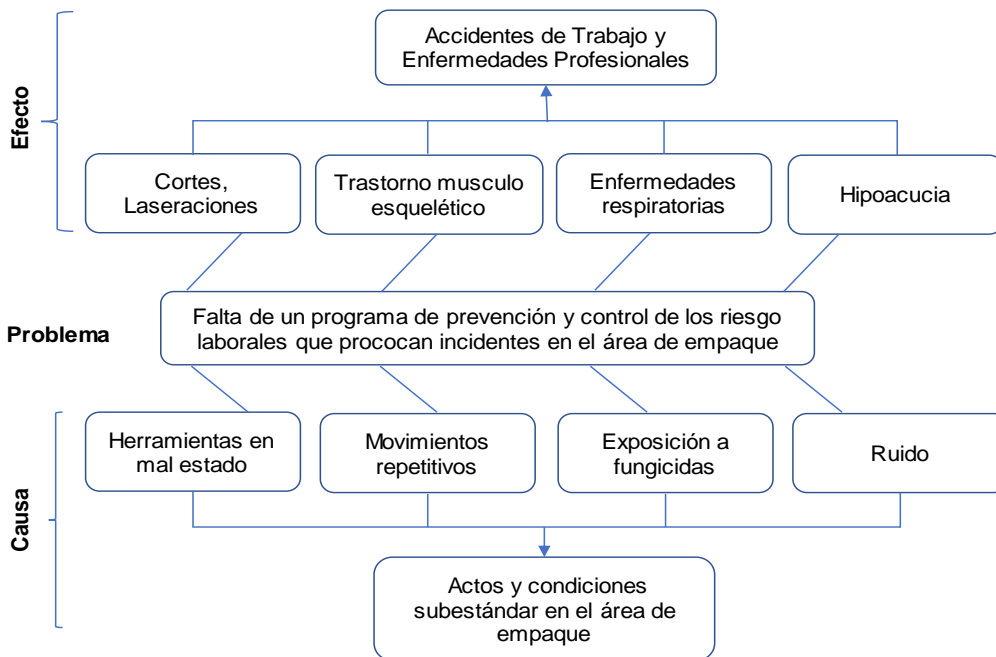 Accidentes de Trabajo y
Enfermedades Profesionales
Efecto
Cortes,
Laseraciones
Trastorno musculo
esquelético
Enfermedades
respiratorias
Hipoacucia
Problema
Falta de un programa de prevención y control de los riesgo
laborales que prococan incidentes en el área de empaque
Causa
Herramientas en
mal estado
Movimientos
repetitivos
Exposición a
fungicidas
Ruido
Actos y condiciones
subestándar en el área de
empaque